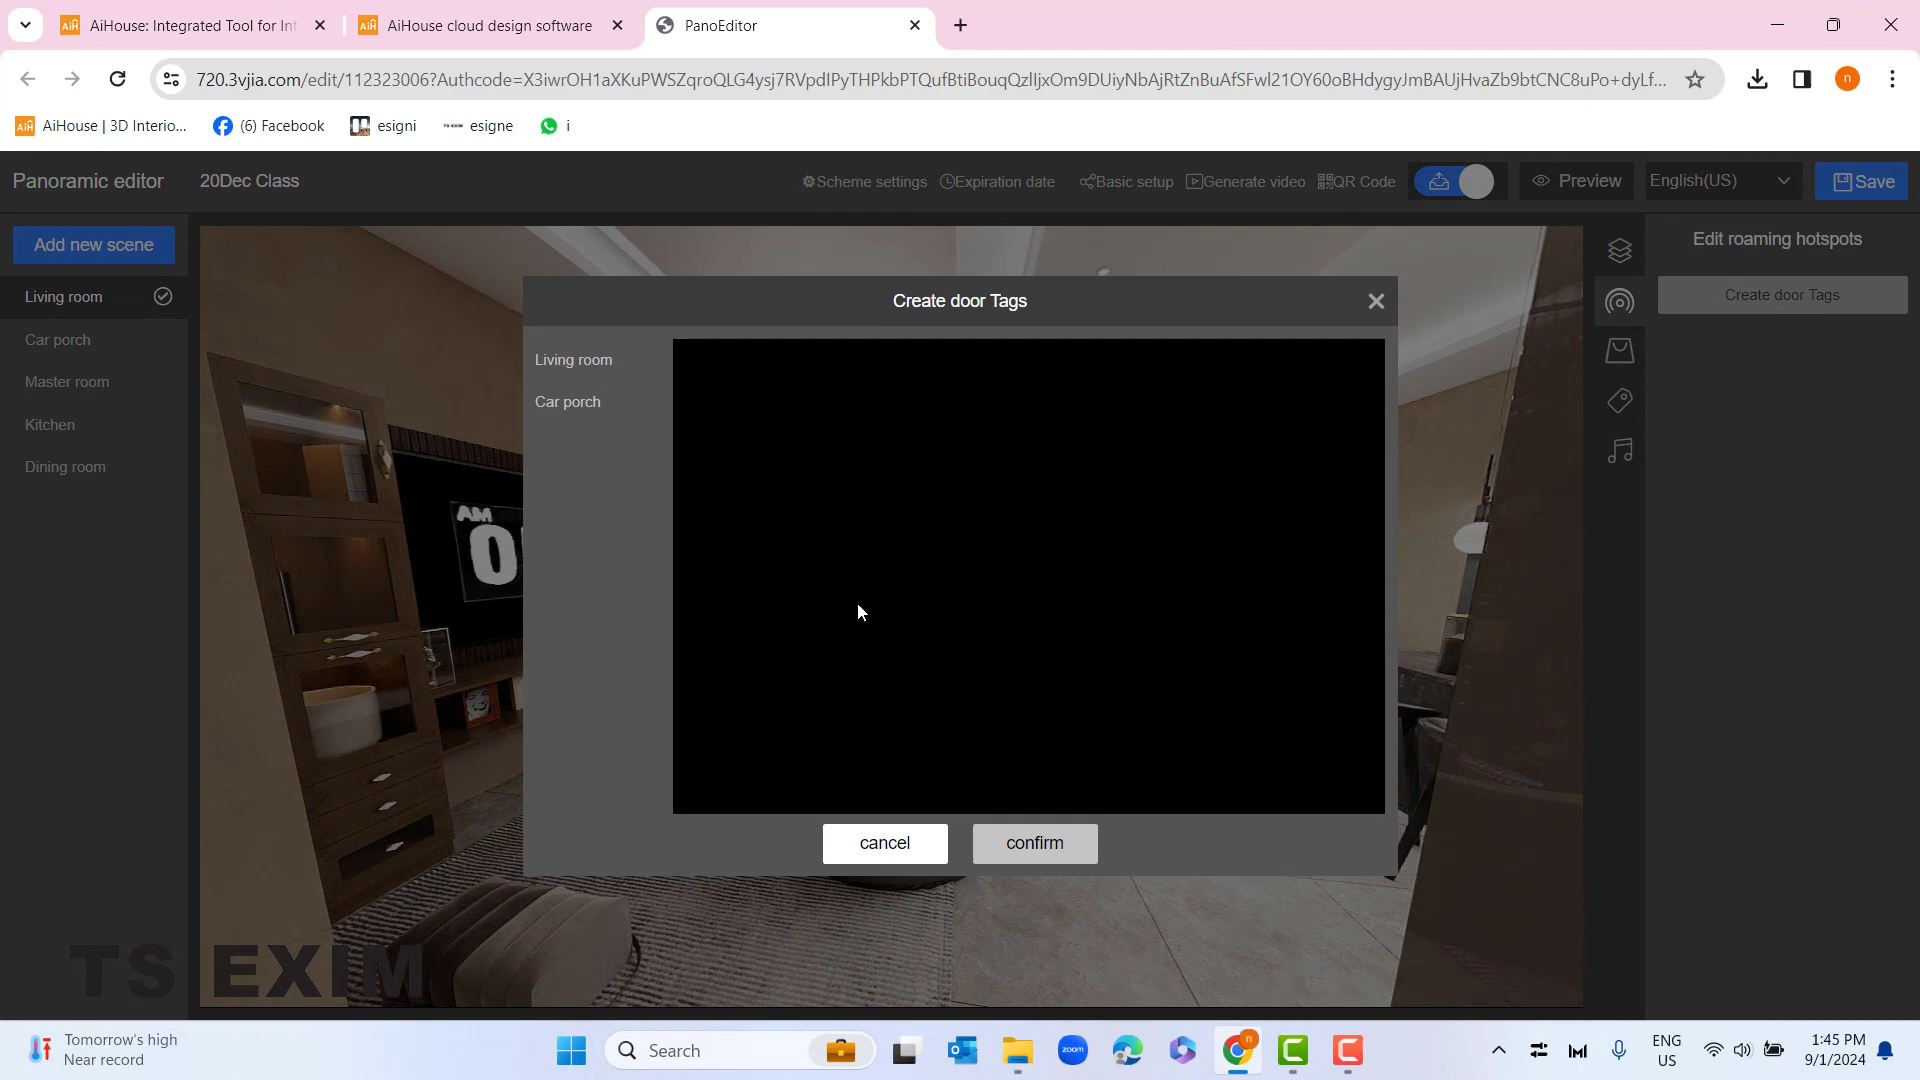 AiHouse: Integrated Tool for Int
AiHouse cloud design software
PanoEditor
720.3vjia.com/edit/112323006?Authcode=X3iwrOH1aXKuPWSZqroQLG4ysj7RVpdIPyTHPkbPTQufBtiBouqQzlIjxOm9DUiyNbAjRtZnBuAfSFwl21OY60oBHdygyJmBAUjHvaZb9btCNC8uPo+dyLf...
n
AiHouse | 3D Interio...
(6) Facebook
esigni
esigne
i
Panoramic editor
20Dec Class
Scheme settings
Expiration date
Basic setup
Generate video
QR Code
Preview
English(US)
Save
Add new scene
Living room
Car porch
Master room
Kitchen
Dining room
Create door Tags
Living room
Car porch
cancel
confirm
Edit roaming hotspots
Create door Tags
AM
TS EXIM
Tomorrow's high
Near record
Search
zoom
ENG
US
1:45 PM
9/1/2024